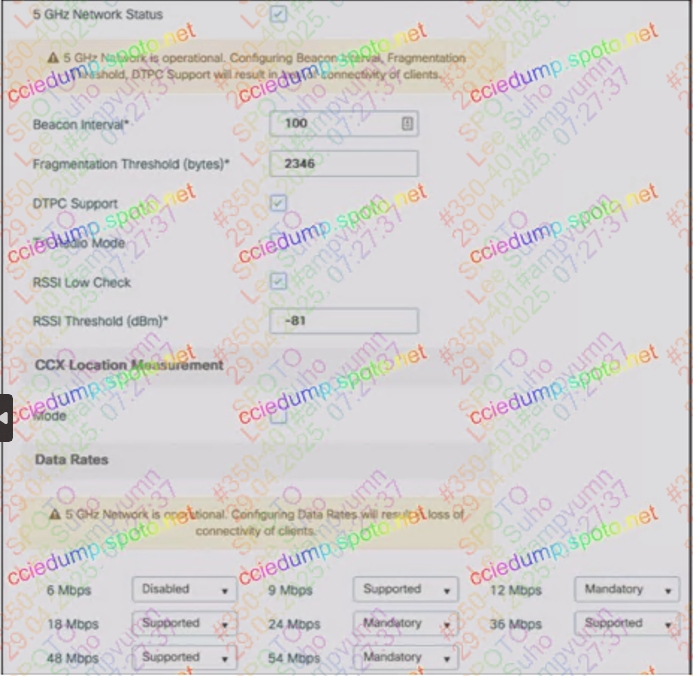 5 GHz Network Status
5 GHz Network is operational. Configuring Beacon Interval, Fragmentation
Threshold, DTPC Support will result in loss of connectivity of clients.
Beacon Interval* 100
Fragmentation Threshold (bytes)* 2346
DTPC Support
Tri-Radio Mode
RSSI Low Check
RSSI Threshold (dBm)* -81
CCX Location Measurement
Mode
Data Rates
5 GHz Network is operational. Configuring Data Rates will result in loss of
connectivity of clients.
6 Mbps Disabled 9 Mbps Supported 12 Mbps Mandatory
18 Mbps Supported 24 Mbps Mandatory 36 Mbps Supported
48 Mbps Supported 54 Mbps Mandatory
cciedump.spoto.net
SPOTO
Lee Suho
#350-401#ampvumn
29.04.2025. 07:27:37